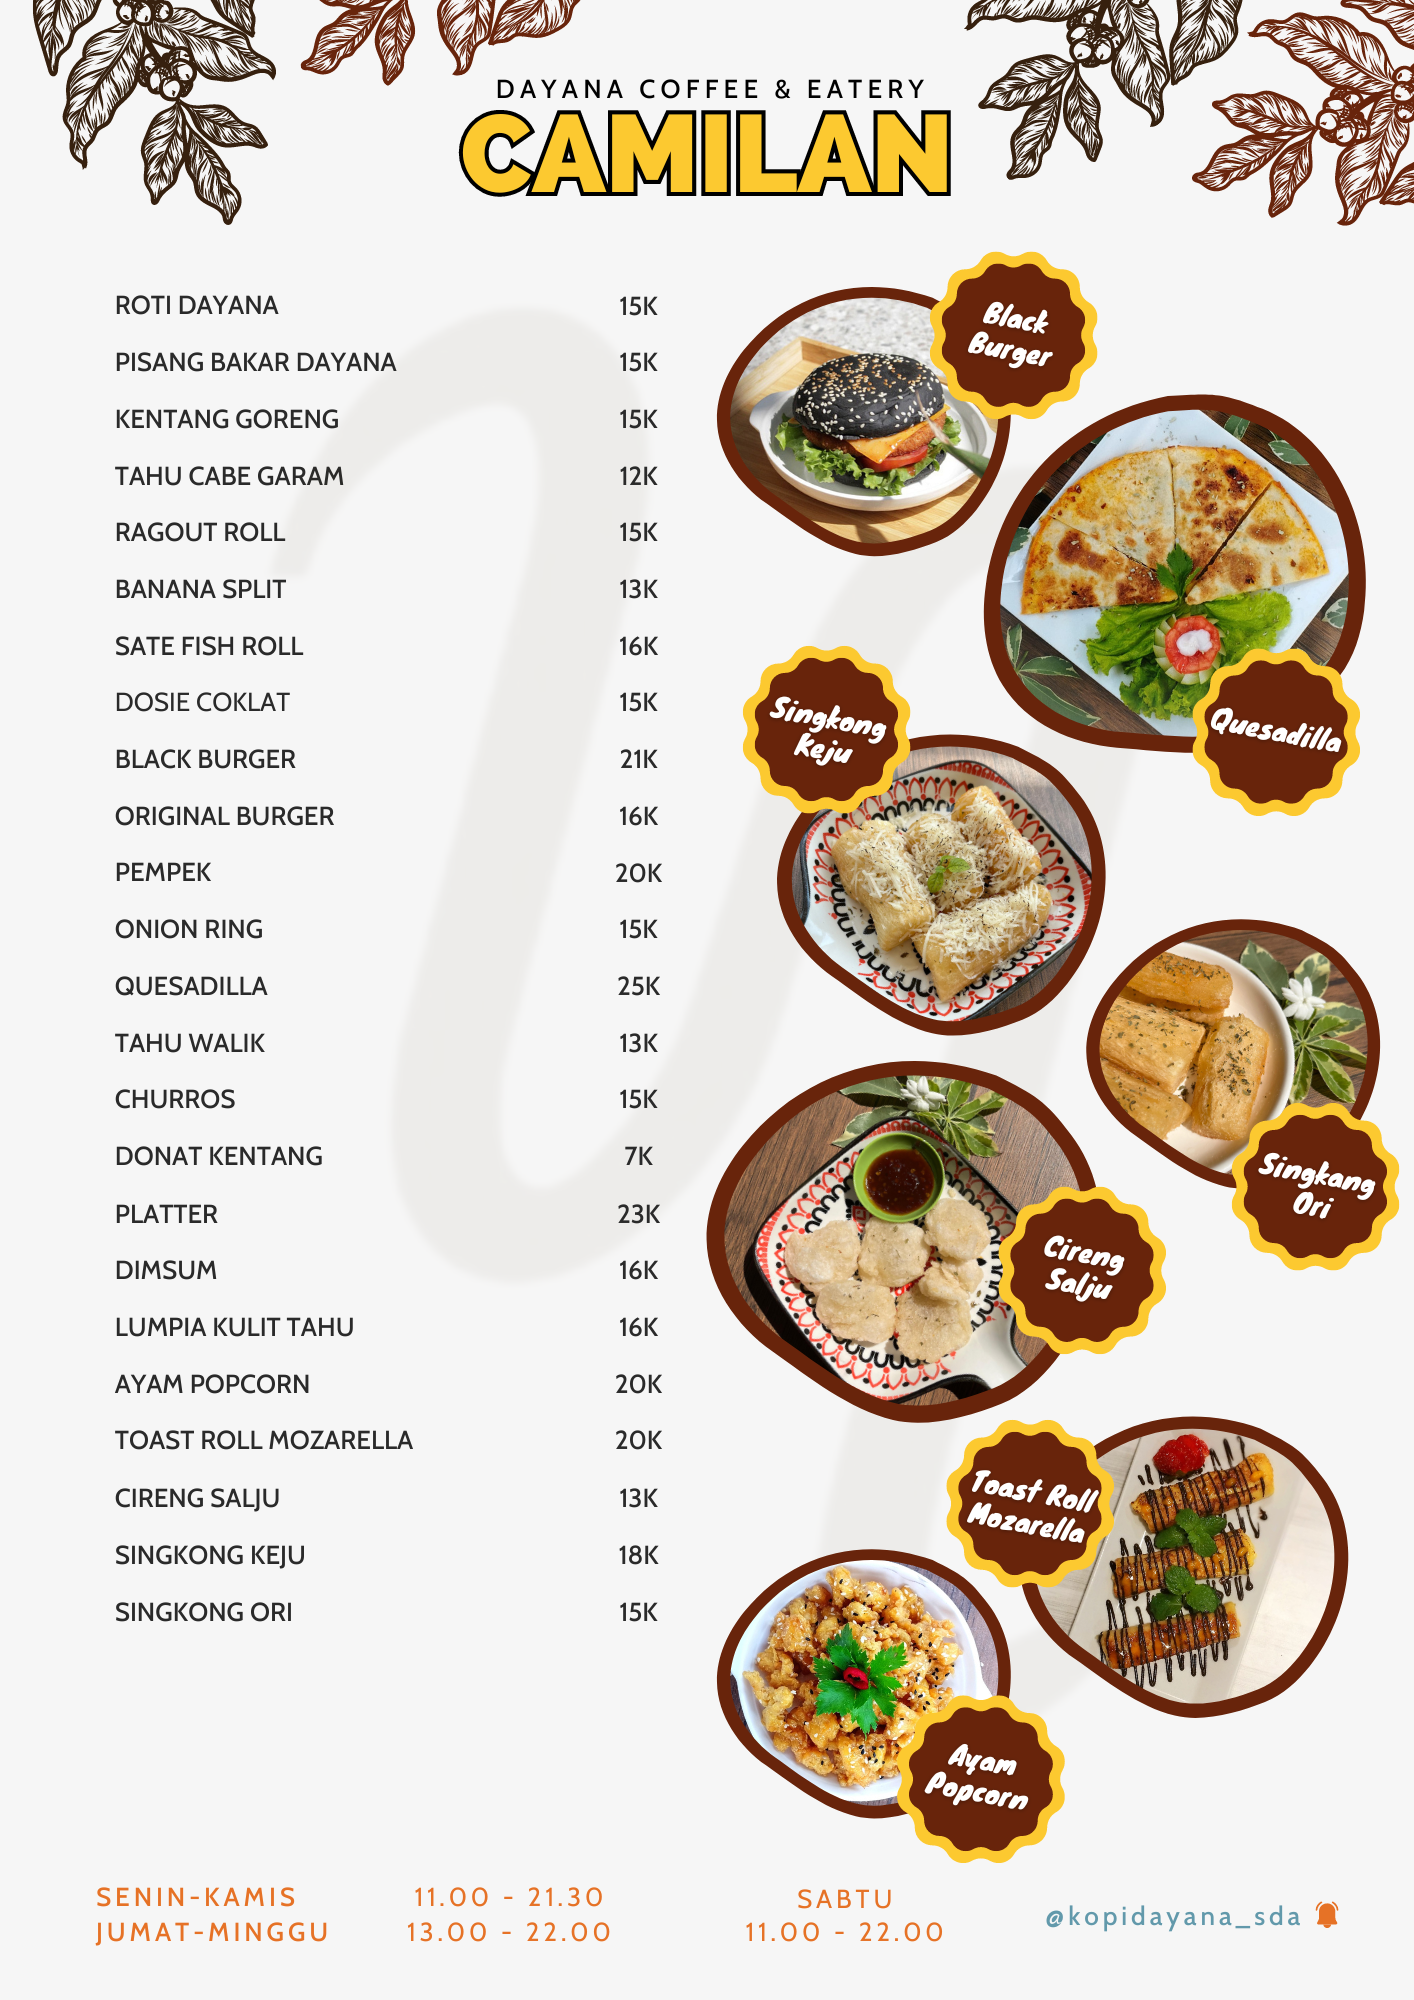 DAYANA COFFEE & EATERY
CAMILAN
ROTI DAYANA 15K
PISANG BAKAR DAYANA 15K
KENTANG GORENG 15K
TAHU CABE GARAM 12K
RAGOUT ROLL 15K
BANANA SPLIT 13K
SATE FISH ROLL 16K
DOSIE COKLAT 15K
BLACK BURGER 21K
ORIGINAL BURGER 16K
PEMPEK 20K
ONION RING 15K
QUESADILLA 25K
TAHU WALIK 13K
CHURROS 15K
DONAT KENTANG 7K
PLATTER 23K
DIMSUM 16K
LUMPIA KULIT TAHU 16K
AYAM POPCORN 20K
TOAST ROLL MOZARELLA 20K
CIRENG SALJU 13K
SINGKONG KEJU 18K
SINGKONG ORI 15K
Black
Burger
Quesadilla
Singkong
Keju
Singkang
Ori
Cireng
Salju
Toast Roll
Mozarella
Ayam
Popcorn
SENIN-KAMIS 11.00 - 21.30
JUMAT-MINGGU 13.00 - 22.00
SABTU
11.00 - 22.00
@kopidayana_sda